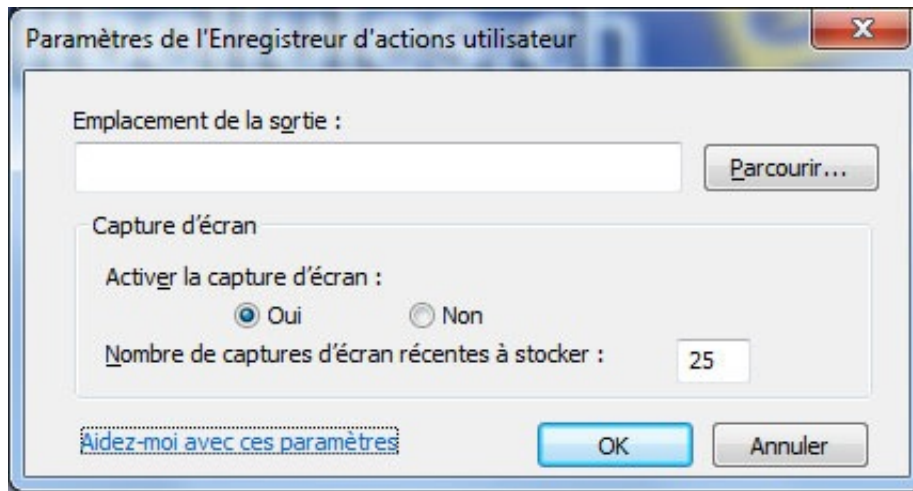 Paramètres de l'Enregistreur d'actions utilisateur
Emplacement de la sortie :
Parcourir...
Capture d'écran
Activer la capture d'écran :
Oui Non
Nombre de captures d'écran récentes à stocker : 25
Aidez-moi avec ces paramètres OK Annuler